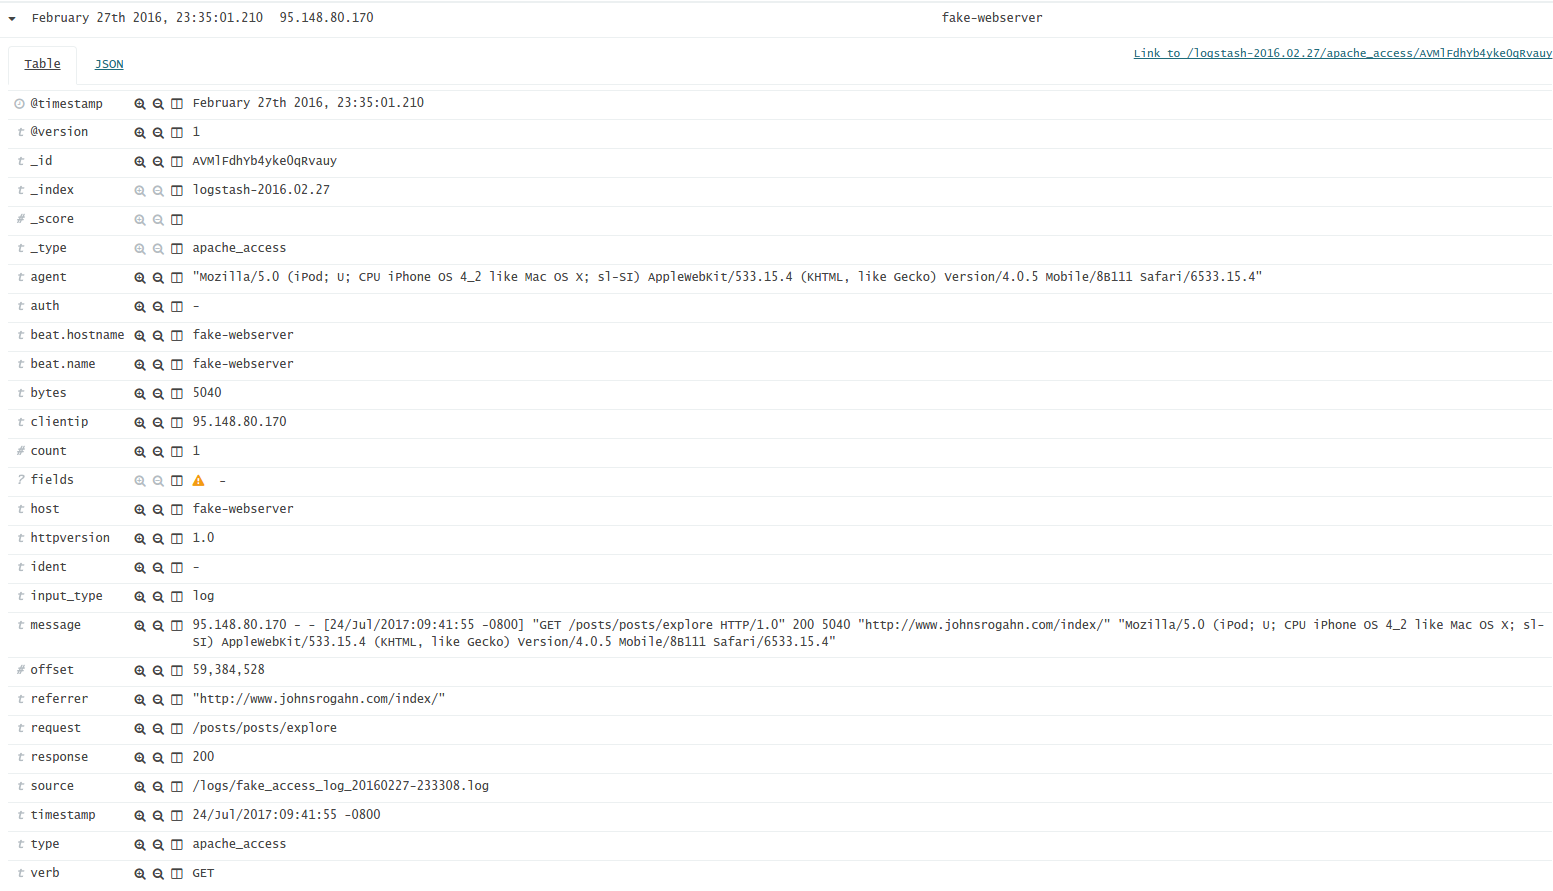 February 27th 2016, 23:35:01.210 95.148.80.170 fake-webserver
Link to /logstash-2016.02.27/apache_access/AVMlFdhYb4ykeOqRvauy
Table JSON
@timestamp February 27th 2016, 23:35:01.210
t @version 1
t _id AVMlFdhYb4ykeOqRvauy
t _index logstash-2016.02.27
# _score
t _type apache_access
t agent "Mozilla/5.0 (iPod; U; CPU iPhone OS 4_2 like Mac OS X; sl-SI) AppleWebKit/533.15.4 (KHTML, like Gecko) Version/4.0.5 Mobile/8B111 Safari/6533.15.4"
t auth -
t beat.hostname fake-webserver
t beat.name fake-webserver
t bytes 5040
t clientip 95.148.80.170
# count 1
? fields -
t host fake-webserver
t httpversion 1.0
t ident -
t input_type log
t message 95.148.80.170 - - [24/Jul/2017:09:41:55 -0800] "GET /posts/posts/explore HTTP/1.0" 200 5040 "http://www.johnsrogahn.com/index/" "Mozilla/5.0 (iPod; U; CPU iPhone OS 4_2 like Mac OS X; sl-
SI) AppleWebKit/533.15.4 (KHTML, like Gecko) Version/4.0.5 Mobile/8B111 Safari/6533.15.4"
# offset 59,384,528
t referrer "http://www.johnsrogahn.com/index/"
t request /posts/posts/explore
t response 200
t source /logs/fake_access_log_20160227-233308.log
t timestamp 24/Jul/2017:09:41:55 -0800
t type apache_access
t verb GET